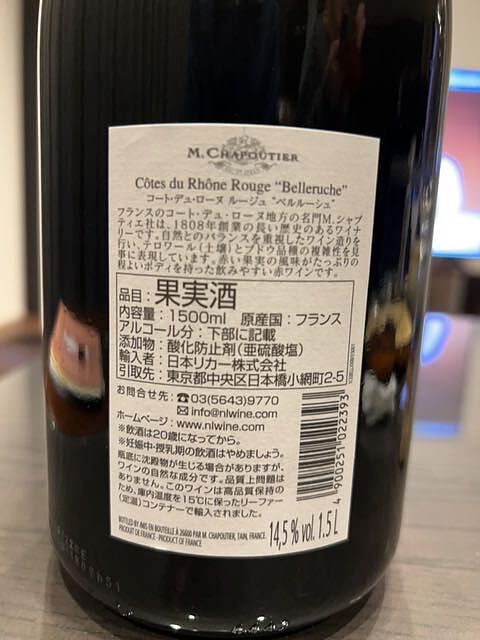 M. CHAPOUTIER
Côtes du Rhône Rouge "Belleruche"
コート・デュ・ローヌ ルージュ "ベルルーシュ"
フランスのコート・デュ・ローヌ地方の名門M.シャプ
ティエ社は、1808年創業の長い歴史のあるワイナ
リーです。自然とのバランスを重視したワイン造りを
行い、テロワール(土壌)とブドウ品種の複雑性を見
事に表現しています。赤い果実の風味がたっぷりの
程よいボディを持った飲みやすい赤ワインです。
品目:果実酒
内容量:1500ml 原産国:フランス
アルコール分:下部に記載
添加物:酸化防止剤(亜硫酸塩)
輸入者:日本リカー株式会社
引取先:東京都中央区日本橋小網町2-5
お問合せ先:☎03(5643)9770
✉info@nlwine.com
ホームページ:www.nlwine.com
※飲酒は20歳になってから。
※妊娠中・授乳期の飲酒はやめましょう。
瓶底に沈殿物が生じる場合がありますが、
ワインの自然な成分です。品質上問題は
ありません。このワインは高品質保持の
ため、庫内温度を15℃に保ったリーファー
(定温)コンテナーで輸入されました。
4 900251 022393
BOTTLED BY /MIS EN BOUTEILLE À 26600 PAR M. CHAPOUTIER, TAIN, FRANCE.
PRODUIT DE FRANCE - PRODUCT OF FRANCE
14,5 % vol. 1.5 L